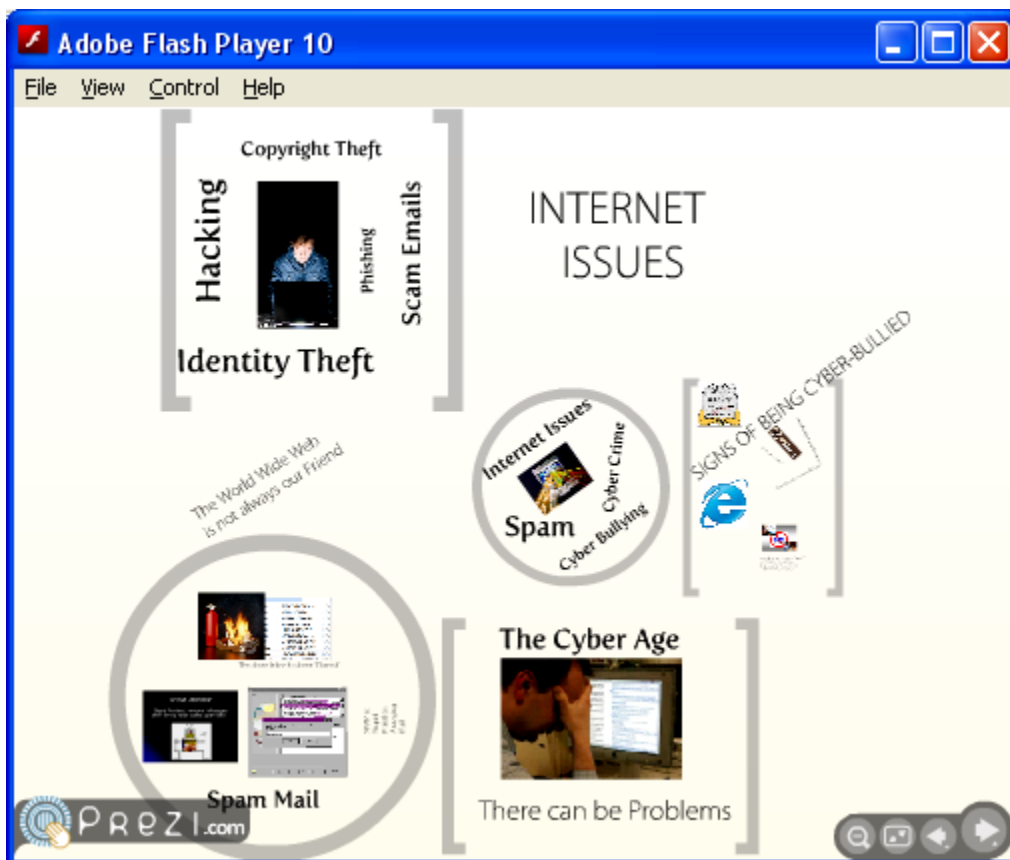 Adobe Flash Player 10
File View Control Help
Copyright Theft
Hacking
Phishing
Scam Emails
Identity Theft
INTERNET
ISSUES
The World Wide Web
is not always our Friend
Internet Issues
Cyber Crime
Spam
Cyber Bullying
SIGNS OF BEING CYBER-BULLIED
Spam Mail
The Cyber Age
There can be Problems
PREZI.com